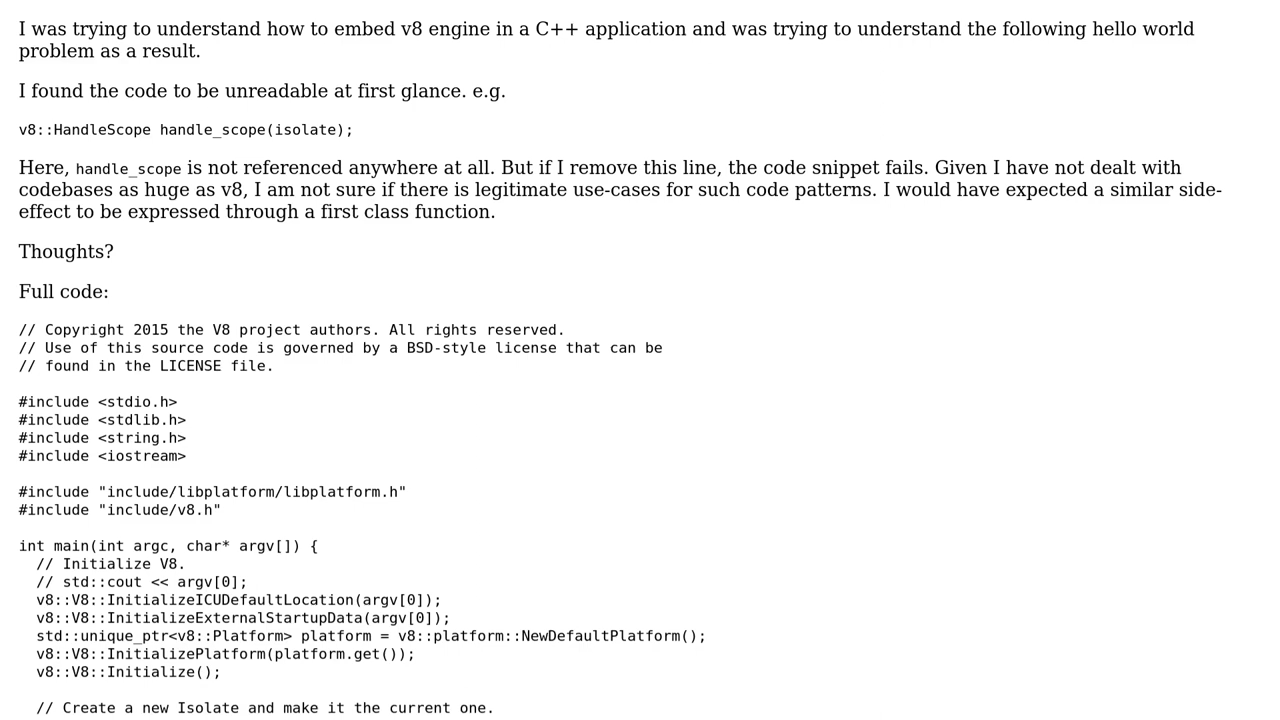 I was trying to understand how to embed v8 engine in a C++ application and was trying to understand the following hello world
problem as a result.
I found the code to be unreadable at first glance. e.g.
v8::HandleScope handle_scope(isolate);
Here, handle_scope is not referenced anywhere at all. But if I remove this line, the code snippet fails. Given I have not dealt with
codebases as huge as v8, I am not sure if there is legitimate use-cases for such code patterns. I would have expected a similar side-
effect to be expressed through a first class function.
Thoughts?
Full code:
// Copyright 2015 the V8 project authors. All rights reserved.
// Use of this source code is governed by a BSD-style license that can be
// found in the LICENSE file.
#include <stdio.h>
#include <stdlib.h>
#include <string.h>
#include <iostream>
#include "include/libplatform/libplatform.h"
#include "include/v8.h"
int main(int argc, char* argv[]) {
  // Initialize V8.
  // std::cout << argv[0];
  v8::V8::InitializeICUDefaultLocation(argv[0]);
  v8::V8::InitializeExternalStartupData(argv[0]);
  std::unique_ptr<v8::Platform> platform = v8::platform::NewDefaultPlatform();
  v8::V8::InitializePlatform(platform.get());
  v8::V8::Initialize();
  // Create a new Isolate and make it the current one.